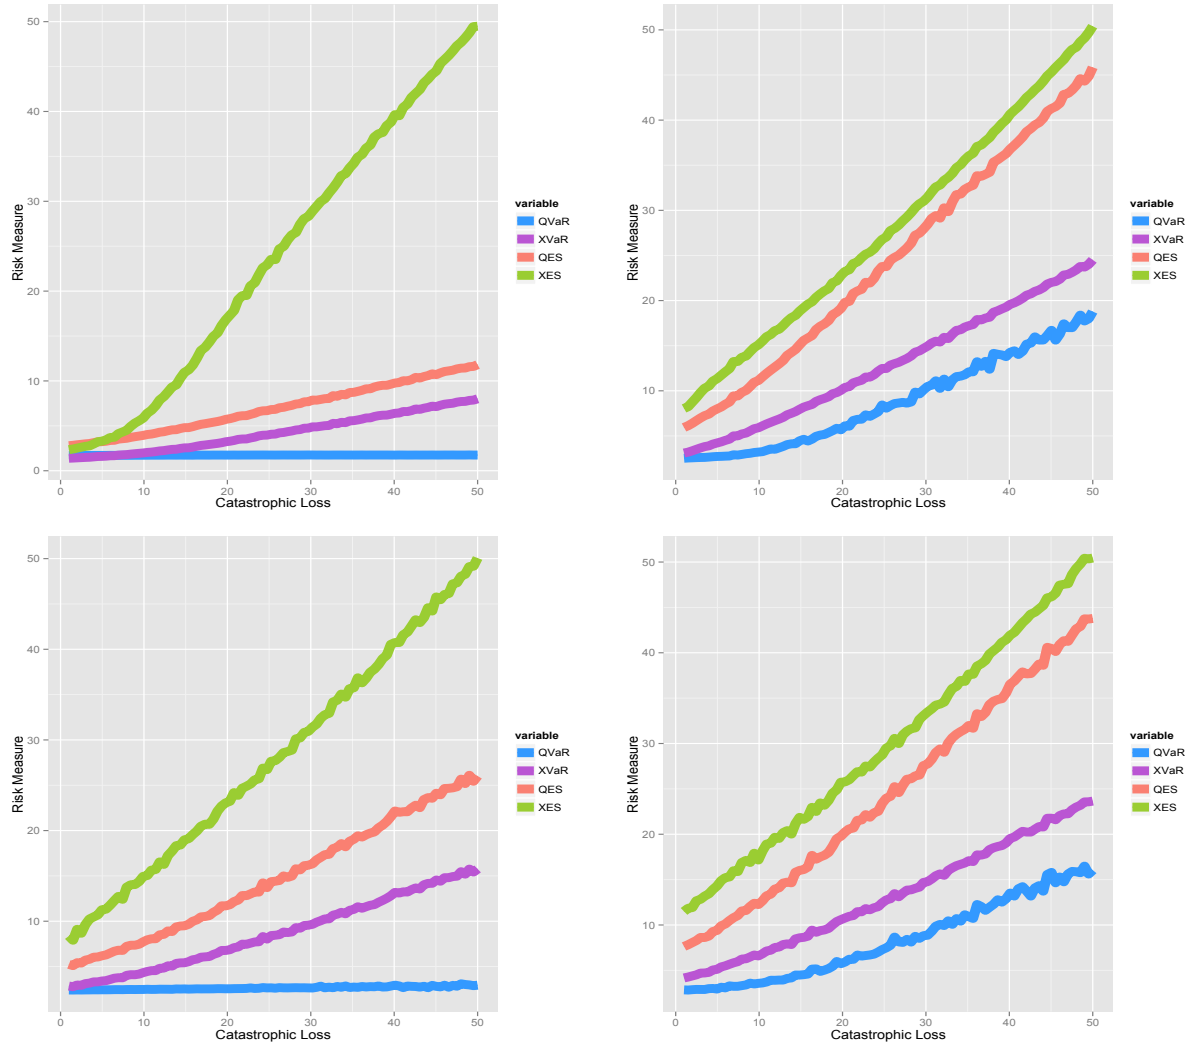 50
40
30
20
10
0
Risk Measure
0 10 20 30 40 50
Catastrophic Loss
variable
QVaR
XVaR
QES
XES
50
40
30
20
10
Risk Measure
0 10 20 30 40 50
Catastrophic Loss
variable
QVaR
XVaR
QES
XES
50
40
30
20
10
Risk Measure
0 10 20 30 40 50
Catastrophic Loss
variable
QVaR
XVaR
QES
XES
50
40
30
20
10
Risk Measure
0 10 20 30 40 50
Catastrophic Loss
variable
QVaR
XVaR
QES
XES